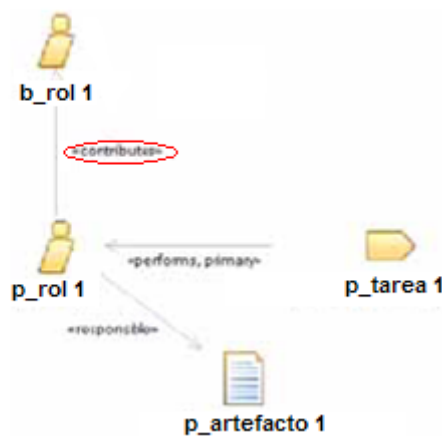 b_rol 1
«contributes»
p_rol 1
«performs, primary»
p_tarea 1
«responsible»
p_artefacto 1